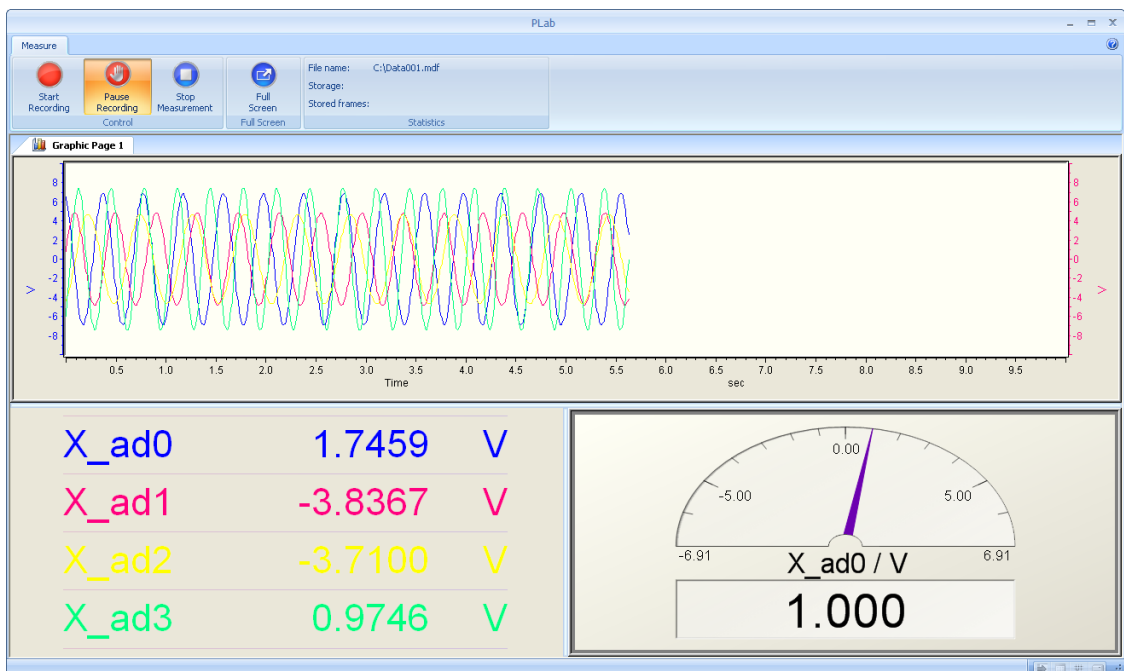 PLab
Measure
Start Recording
Pause Recording
Stop Measurement
Control
Full Screen
Full Screen
File name: C:\Data001.mdf
Storage:
Stored frames:
Statistics
Graphic Page 1
8
6
4
2
0
-2
-4
-6
-8
V
8
6
4
2
0
-2
-4
-6
-8
V
0.5 1.0 1.5 2.0 2.5 3.0 3.5 4.0 4.5 5.0 5.5 6.0 6.5 7.0 7.5 8.0 8.5 9.0 9.5
Time sec
X_ad0 1.7459 V
X_ad1 -3.8367 V
X_ad2 -3.7100 V
X_ad3 0.9746 V
0.00
-5.00 5.00
-6.91 6.91
X_ad0 / V
1.000